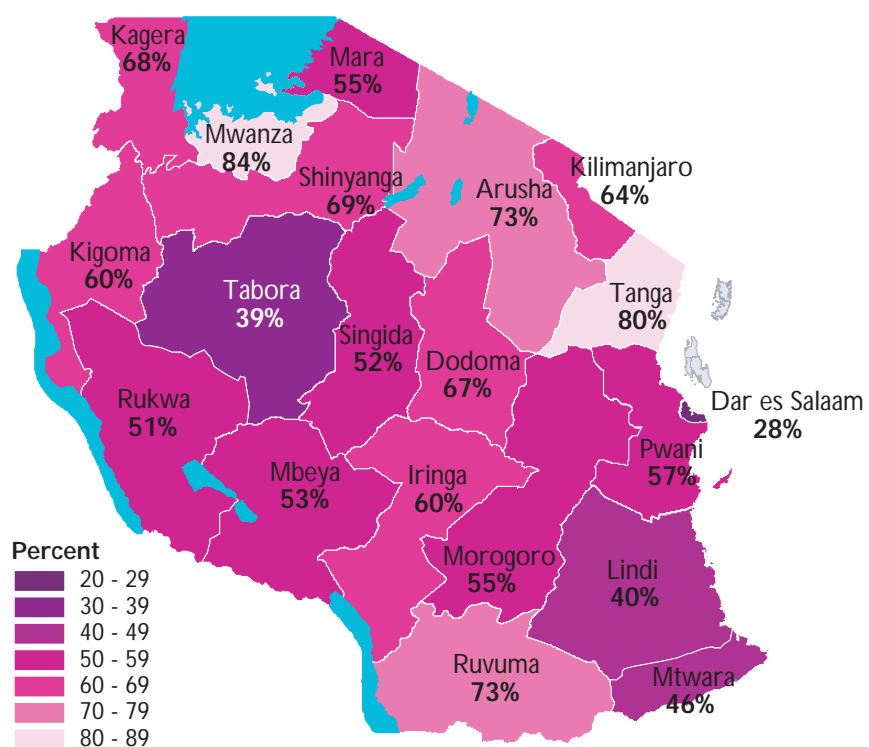 Kagera
68%
Mara
55%
Mwanza
84%
Shinyanga
69%
Arusha
73%
Kilimanjaro
64%
Kigoma
60%
Tabora
39%
Singida
52%
Dodoma
67%
Tanga
80%
Rukwa
51%
Dar es Salaam
28%
Pwani
57%
Mbeya
53%
Iringa
60%
Morogoro
55%
Lindi
40%
Ruvuma
73%
Mtwara
46%
Percent
20 - 29
30 - 39
40 - 49
50 - 59
60 - 69
70 - 79
80 - 89